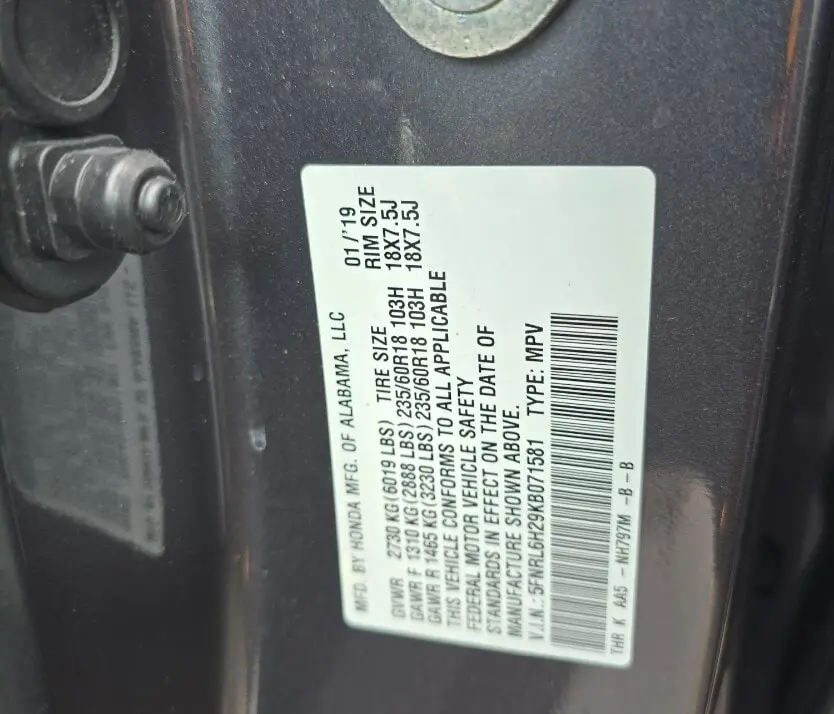 MFD. BY HONDA MFG. OF ALABAMA, LLC 01/'19
GVWR 2730 KG(6019 LBS) TIRE SIZE RIM SIZE
GAWR F 1310 KG(2888 LBS) 235/60R18 103H 18X7.5J
GAWR R 1465 KG(3230 LBS) 235/60R18 103H 18X7.5J
THIS VEHICLE CONFORMS TO ALL APPLICABLE
FEDERAL MOTOR VEHICLE SAFETY
STANDARDS IN EFFECT ON THE DATE OF
MANUFACTURE SHOWN ABOVE.
V.I.N.:5FNRL6H29KB071581 TYPE: MPV
THR K AA5 -NH797M -B-B